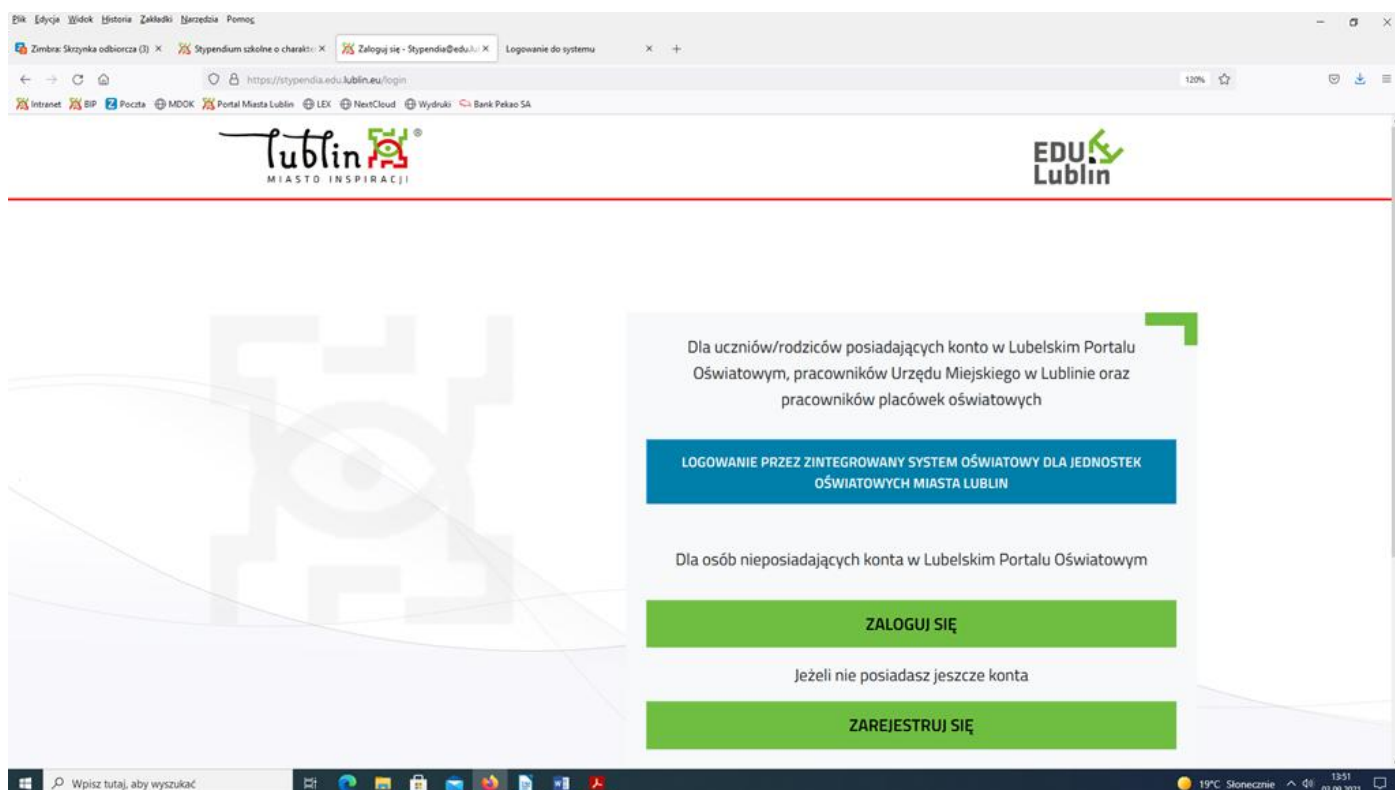 Plik Edycja Widok Historia Zakładki Narzędzia Pomoc
Zimbra: Skrzynka odbiorcza (3)
Stypendium szkolne o charakte
Zaloguj się - Stypendia@edu.lu
Logowanie do systemu
https://stypendia.edu.lublin.eu/login
120%
Intranet BIP Poczta MDOK Portal Miasta Lublin LEX NextCloud Wydruki Bank Pekao SA
lublin ®
MIASTO INSPIRACJI
EDU
Lublin
Dla uczniów/rodziców posiadających konto w Lubelskim Portalu
Oświatowym, pracowników Urzędu Miejskiego w Lublinie oraz
pracowników placówek oświatowych
LOGOWANIE PRZEZ ZINTEGROWANY SYSTEM OŚWIATOWY DLA JEDNOSTEK
OŚWIATOWYCH MIASTA LUBLIN
Dla osób nieposiadających konta w Lubelskim Portalu Oświatowym
ZALOGUJ SIĘ
Jeżeli nie posiadasz jeszcze konta
ZAREJESTRUJ SIĘ
Wpisz tutaj, aby wyszukać
19°C Słonecznie
13:51
03.09.2021